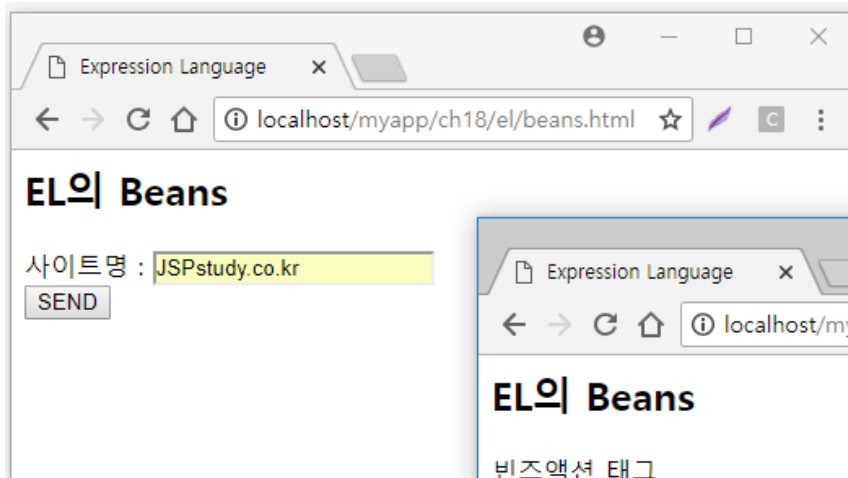 Expression Language
localhost/myapp/ch18/el/beans.html
C
EL의 Beans
사이트명 : JSPstudy.co.kr
SEND
Expression Language
localhost/my
EL의 Beans
빈즈액션 태그